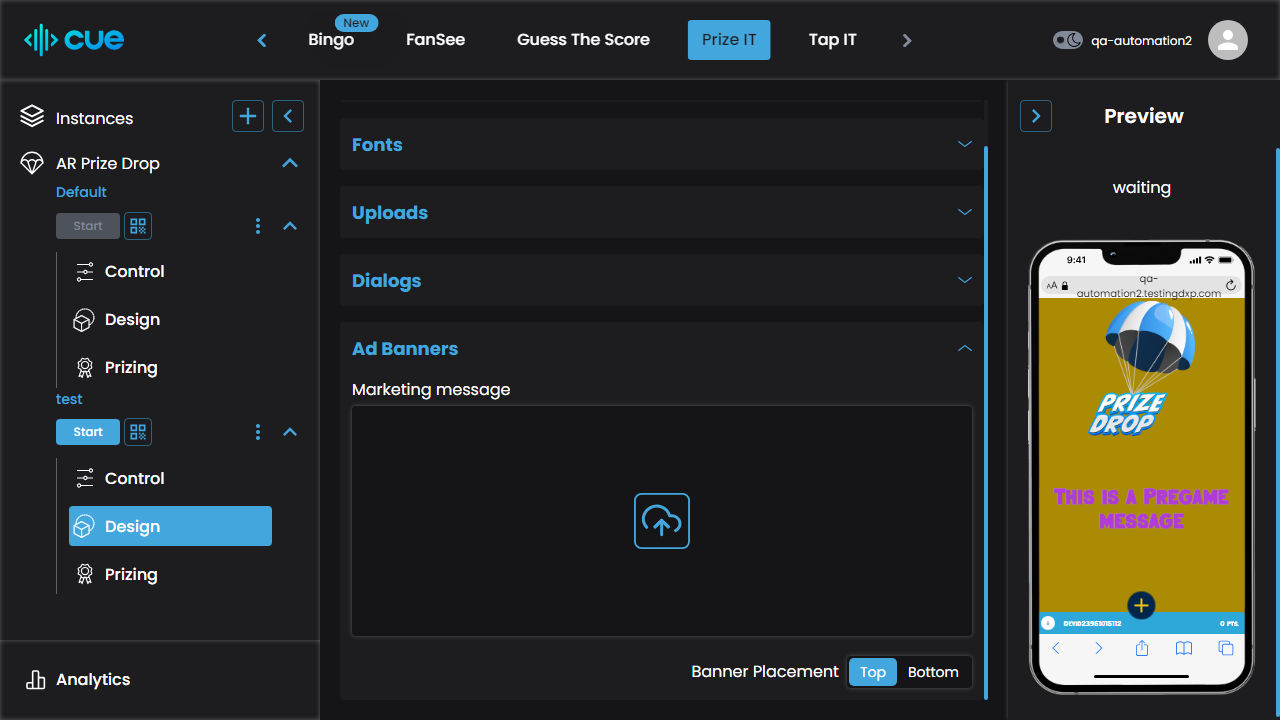 cue
Bingo
New
FanSee
Guess The Score
Prize IT
Tap IT
qa-automation2
Instances
AR Prize Drop
Default
Start
Control
Design
Prizing
test
Start
Control
Design
Prizing
Analytics
Fonts
Uploads
Dialogs
Ad Banners
Marketing message
Banner Placement
Top
Bottom
Preview
waiting
9:41
AA
qa-
automation2.testingdxp.com
PRIZE
DROP
This is a Pregame
message
0 PTS.